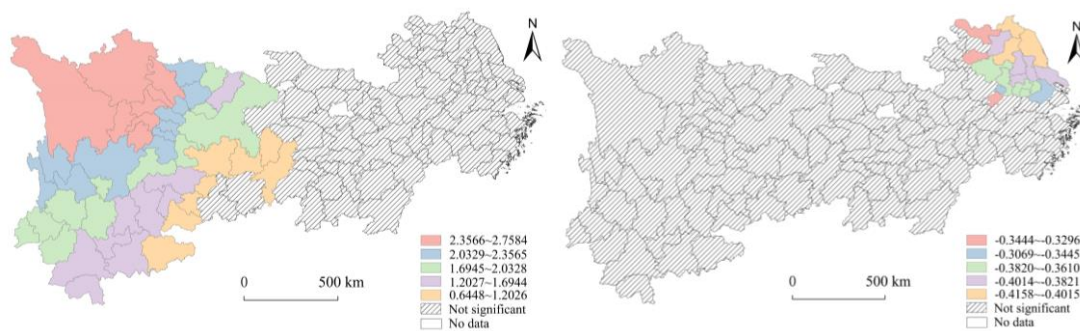 N
2.3566~2.7584
2.0329~2.3565
1.6945~2.0328
1.2027~1.6944
0.6448~1.2026
Not significant
No data
0 500 km
N
-0.3444~-0.3296
-0.3069~-0.3445
-0.3820~-0.3610
-0.4014~-0.3821
-0.4158~-0.4015
Not significant
No data
0 500 km